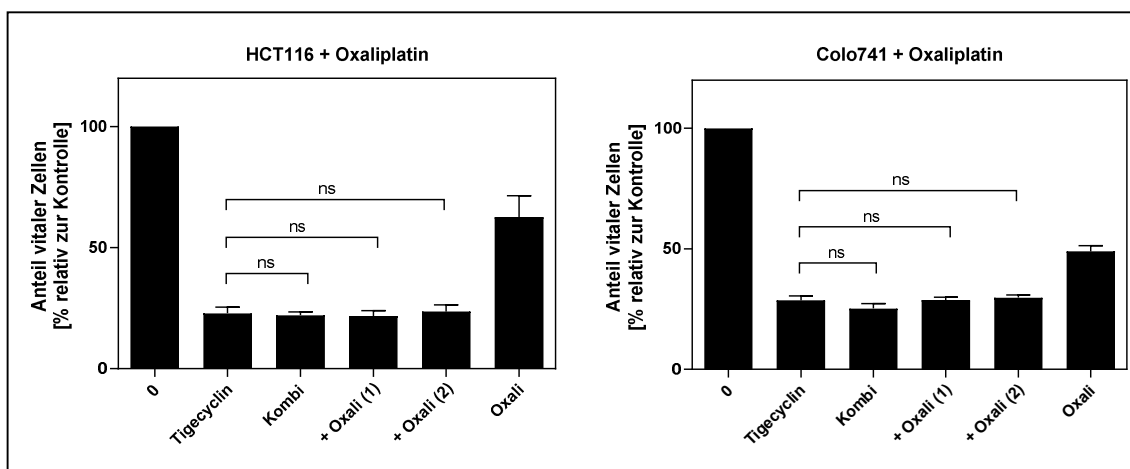 HCT116 + Oxaliplatin
Anteil vitaler Zellen
[% relativ zur Kontrolle]
100
50
0
ns
ns
ns
0
Tigecyclin
Kombi
+ Oxali (1)
+ Oxali (2)
Oxali
Colo741 + Oxaliplatin
Anteil vitaler Zellen
[% relativ zur Kontrolle]
100
50
0
ns
ns
ns
0
Tigecyclin
Kombi
+ Oxali (1)
+ Oxali (2)
Oxali